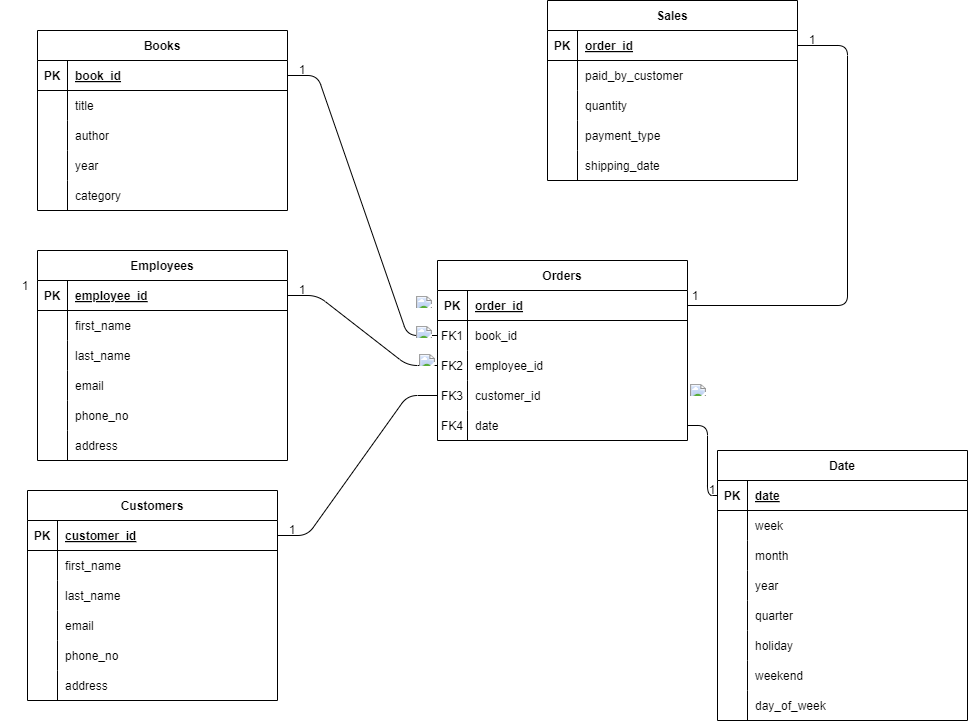 Books
PK book_id
title
author
year
category
1
Sales
PK order_id
paid_by_customer
quantity
payment_type
shipping_date
1
1
Employees
PK employee_id
first_name
last_name
email
phone_no
address
1
Orders
PK order_id
FK1 book_id
FK2 employee_id
FK3 customer_id
FK4 date
1
Customers
PK customer_id
first_name
last_name
email
phone_no
address
1
Date
1
PK date
week
month
year
quarter
holiday
weekend
day_of_week